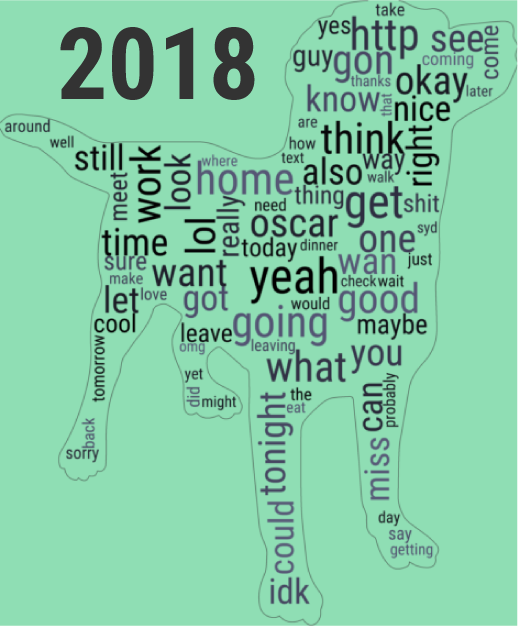 take
2018
yes
http
see
come
guy
gon
coming
thanks
okay
later
know
that
nice
around
are
well
how
think
right
still
work
look
where
text
also
way
walk
meet
home
thing
get
shit
need
really
lol
oscar
syd
time
today
dinner
one
just
sure
want
yeah
wan
make
check
wait
let
love
got
would
good
cool
going
maybe
leave
omg
leaving
tomorrow
what
you
yet
did
might
the
eat
can
probably
tonight
back
sorry
miss
day
could
say
getting
idk